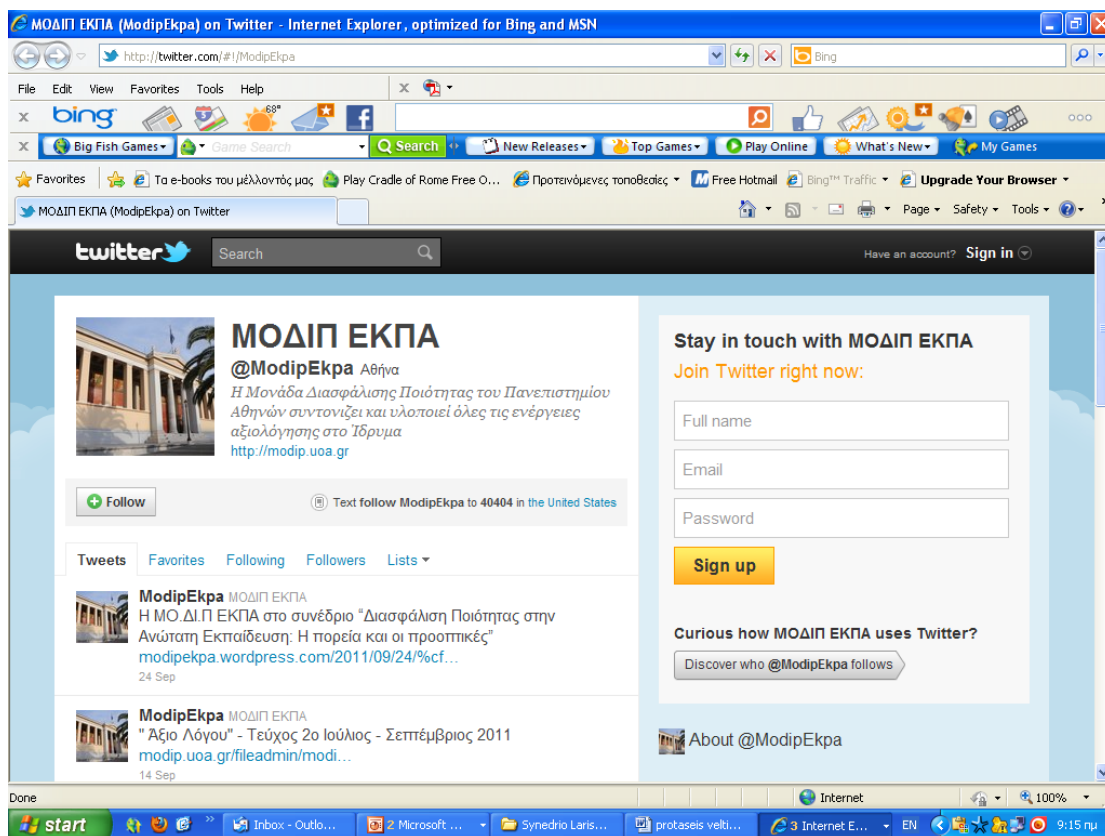 ΜΟΔΙΠ ΕΚΠΑ (ModipEkpa) on Twitter - Internet Explorer, optimized for Bing and MSN
http://twitter.com/#!/ModipEkpa
Bing
File Edit View Favorites Tools Help
bing 68°
Big Fish Games Game Search Search New Releases Top Games Play Online What's New My Games
Favorites Τα e-books του μέλλοντός μας Play Cradle of Rome Free O... Προτεινόμενες τοποθεσίες Free Hotmail Bing™ Traffic Upgrade Your Browser
ΜΟΔΙΠ ΕΚΠΑ (ModipEkpa) on Twitter Page Safety Tools
twitter Search Have an account? Sign in
ΜΟΔΙΠ ΕΚΠΑ
@ModipEkpa Αθήνα
Η Μονάδα Διασφάλισης Ποιότητας του Πανεπιστημίου
Αθηνών συντονιζει και υλοποιεί όλες τις ενέργειες
αξιολόγησης στο Ίδρυμα
http://modip.uoa.gr
Follow Text follow ModipEkpa to 40404 in the United States
Tweets Favorites Following Followers Lists
ModipEkpa ΜΟΔΙΠ ΕΚΠΑ
Η ΜΟ.ΔΙ.Π ΕΚΠΑ στο συνέδριο “Διασφάλιση Ποιότητας στην
Ανώτατη Εκπαίδευση: Η πορεία και οι προοπτικές”
modipekpa.wordpress.com/2011/09/24/%cf...
24 Sep
ModipEkpa ΜΟΔΙΠ ΕΚΠΑ
" Άξιο Λόγου" - Τεύχος 2ο Ιούλιος - Σεπτέμβριος 2011
modip.uoa.gr/fileadmin/modi...
14 Sep
Stay in touch with ΜΟΔΙΠ ΕΚΠΑ
Join Twitter right now:
Full name
Email
Password
Sign up
Curious how ΜΟΔΙΠ ΕΚΠΑ uses Twitter?
Discover who @ModipEkpa follows
About @ModipEkpa
Done Internet 100%
start Inbox - Outlo... 2 Microsoft ... Synedrio Laris... protaseis velti... 3 Internet E... EN 9:15 πμ